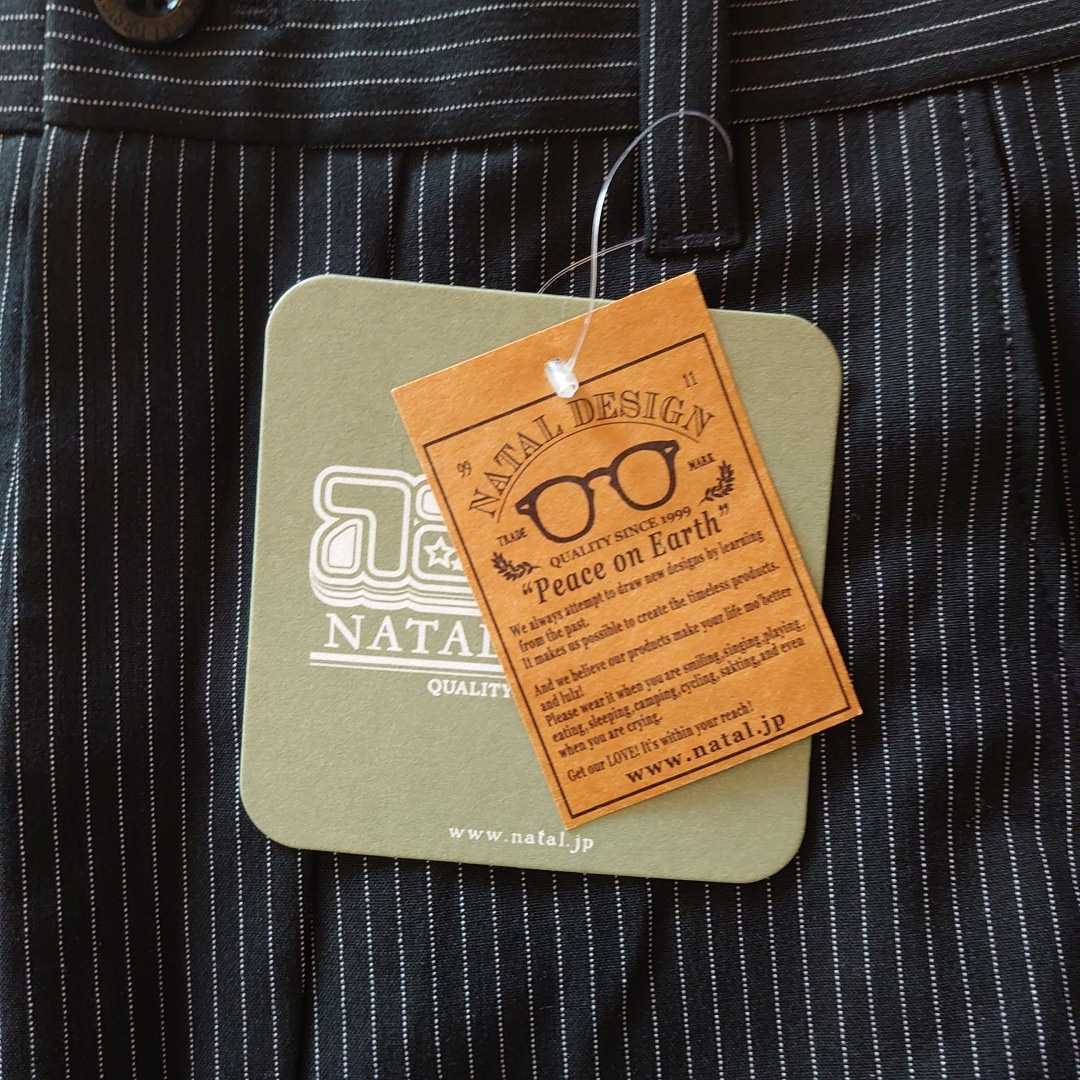 NATAL
QUALITY
www.natal.jp
99 11
NATAL DESIGN
TRADE MARK
QUALITY SINCE 1999
"Peace on Earth"
We always attempt to draw new designs by learning
from the past.
It makes us possible to create the timeless products.
And we believe our products make your life mo'better
and lulz!
Please wear it when you are smiling,singing,playing,
eating,sleeping,camping,cycling,sakting,and even
when you are crying.
Get our LOVE! It's within your reach!
www.natal.jp